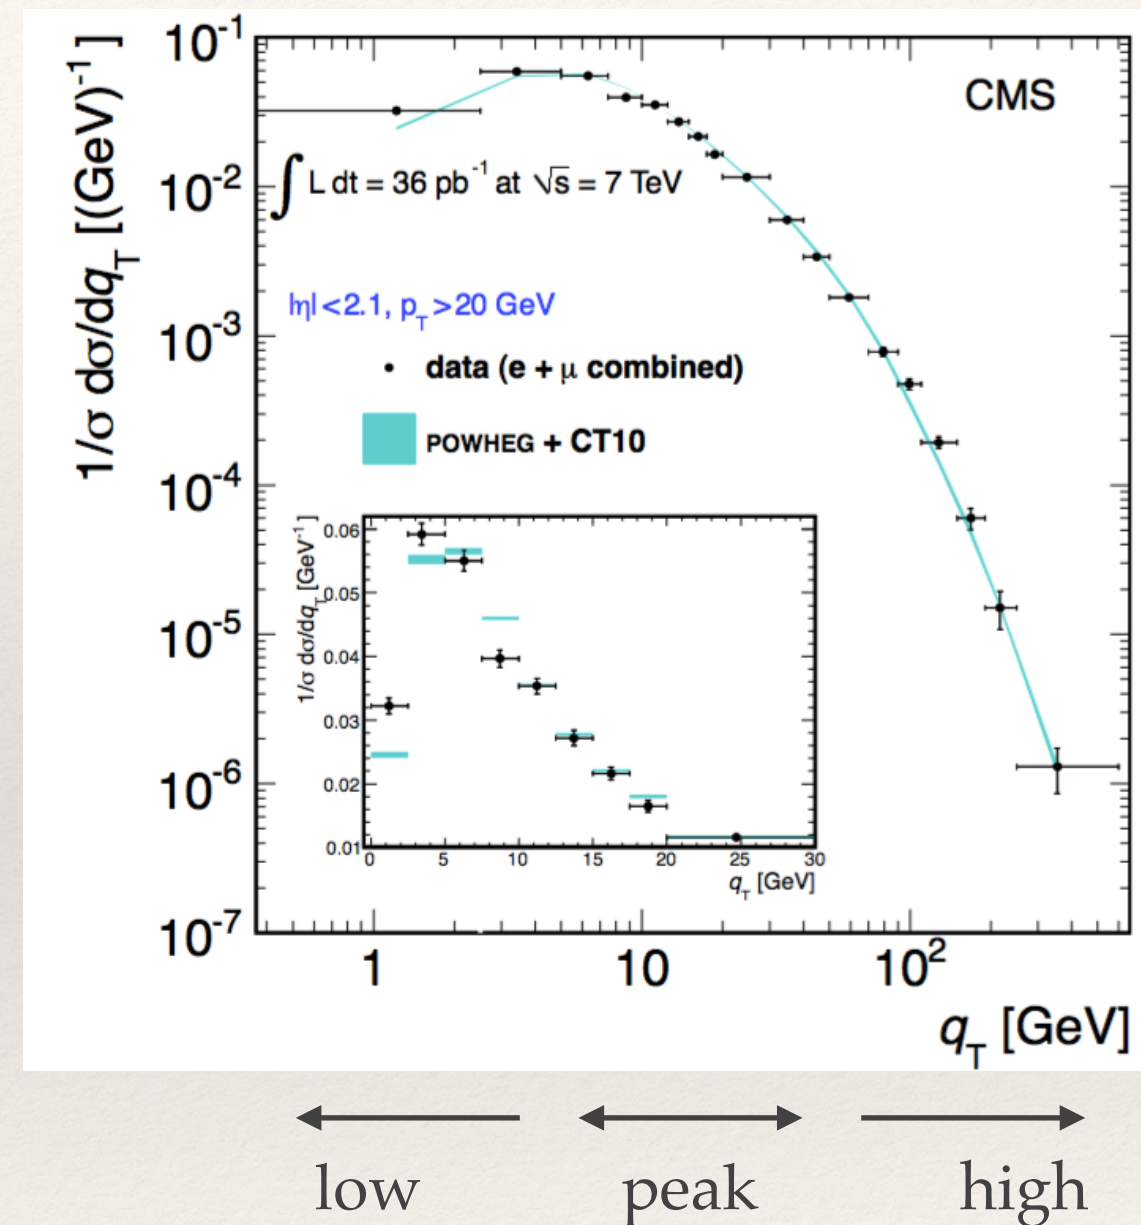 10⁻¹
CMS
1/σ dσ/dq_T [(GeV)⁻¹]
10⁻²
∫ L dt = 36 pb⁻¹ at √s = 7 TeV
|η|<2.1, p_T>20 GeV
10⁻³
data (e + μ combined)
POWHEG + CT10
10⁻⁴
1/σ dσ/dq_T [GeV⁻¹]
0.06
0.05
10⁻⁵
0.04
0.03
10⁻⁶
0.02
0.01
0 5 10 15 20 25 30
q_T [GeV]
10⁻⁷
1 10 10²
q_T [GeV]
low peak high